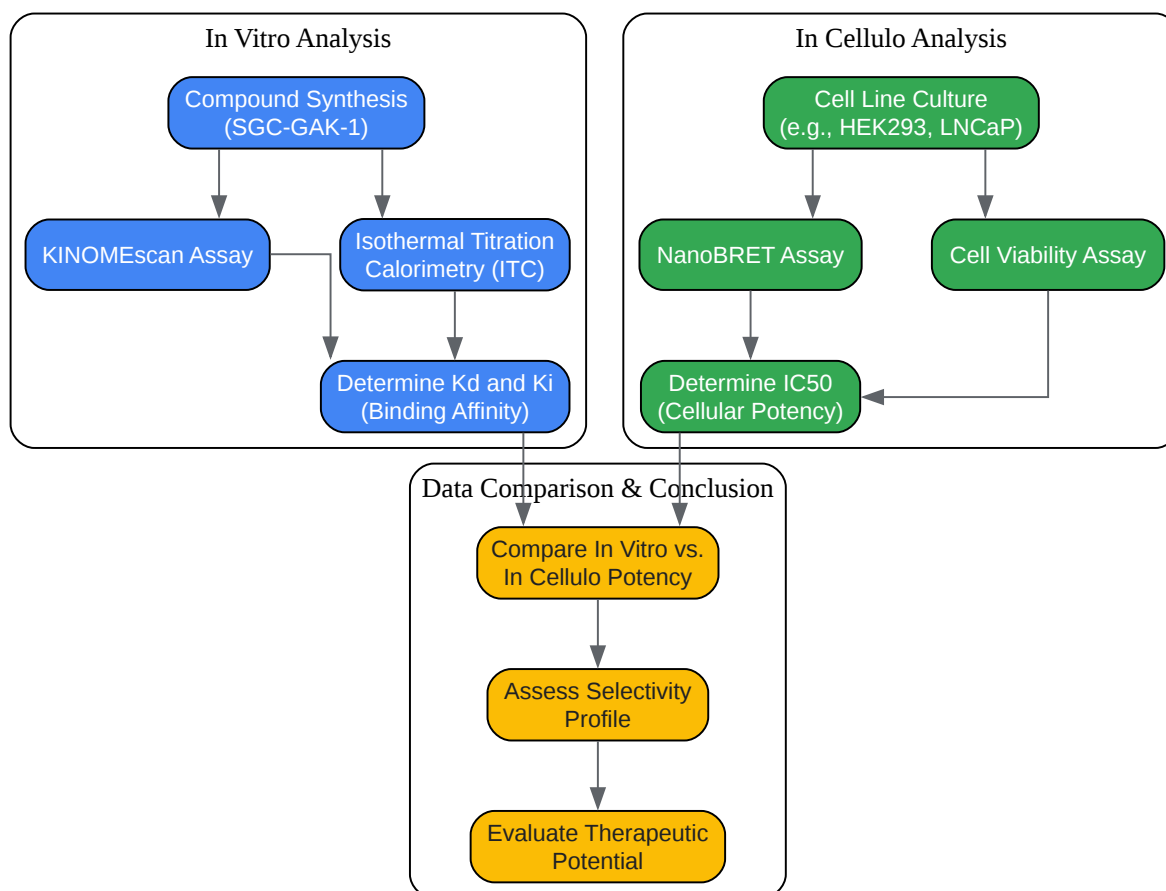 In Vitro Analysis
Compound Synthesis
(SGC-GAK-1)
KINOMEscan Assay
Isothermal Titration
Calorimetry (ITC)
Determine Kd and Ki
(Binding Affinity)
In Cellulo Analysis
Cell Line Culture
(e.g., HEK293, LNCaP)
NanoBRET Assay
Cell Viability Assay
Determine IC50
(Cellular Potency)
Data Comparison & Conclusion
Compare In Vitro vs.
In Cellulo Potency
Assess Selectivity
Profile
Evaluate Therapeutic
Potential